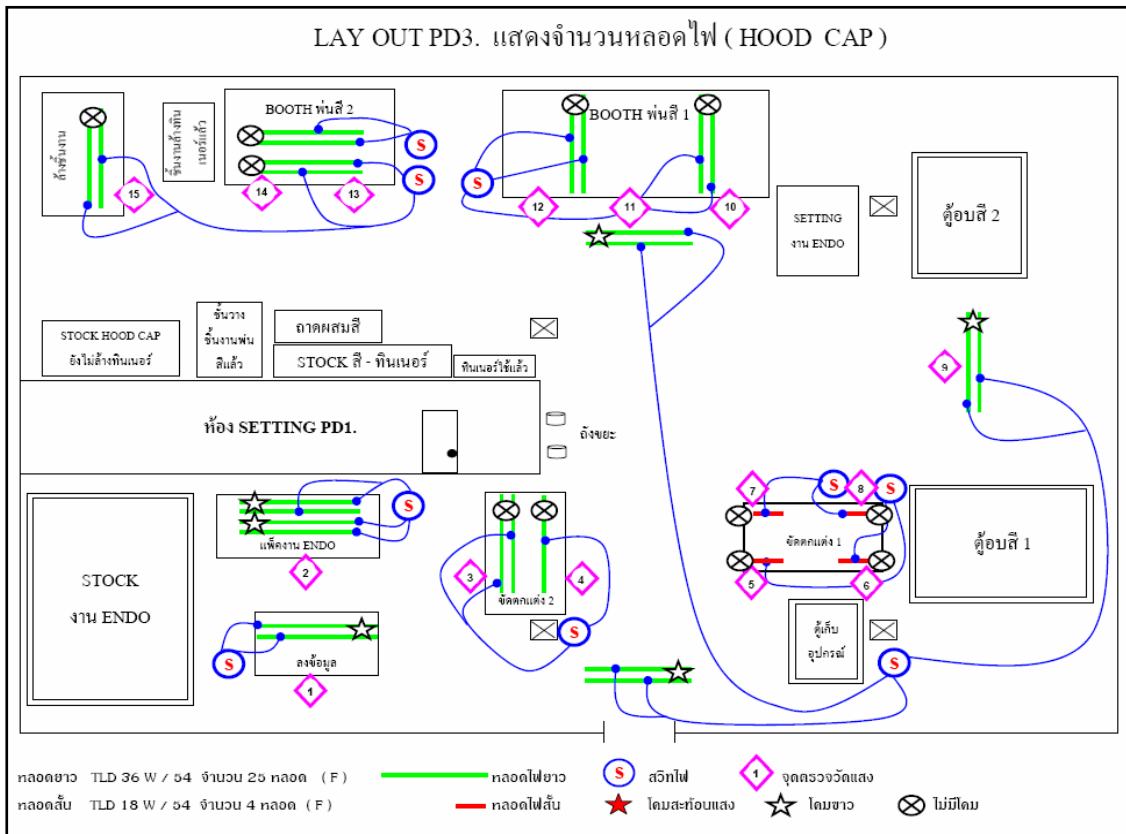 LAY OUT PD3. แสดงจำนวนหลอดไฟ ( HOOD CAP )
ล้างชิ้นงาน
ชิ้นงานล้างทิน
เนอร์แล้ว
BOOTH พ่นสี 2
BOOTH พ่นสี 1
S
S
S
15
14
13
12
11
10
SETTING
งาน ENDO
ตู้อบสี 2
STOCK HOOD CAP
ยังไม่ล้างทินเนอร์
ชั้นวาง
ชิ้นงานพ่น
สีแล้ว
ถาดผสมสี
STOCK สี - ทินเนอร์
ทินเนอร์ใช้แล้ว
9
ห้อง SETTING PD1.
ถังขยะ
STOCK
งาน ENDO
S
แพ็คงาน ENDO
2
3
4
ขัดตกแต่ง 2
S
7
S
8
S
ขัดตกแต่ง 1
5
6
ตู้อบสี 1
ตู้เก็บ
อุปกรณ์
S
S
ลงข้อมูล
1
หลอดยาว TLD 36 W / 54 จำนวน 25 หลอด ( F )
หลอดไฟยาว
S
สวิทไฟ
1
จุดตรวจวัดแสง
หลอดสั้น TLD 18 W / 54 จำนวน 4 หลอด ( F )
หลอดไฟสั้น
โคมสะท้อนแสง
โคมขาว
ไม่มีโคม